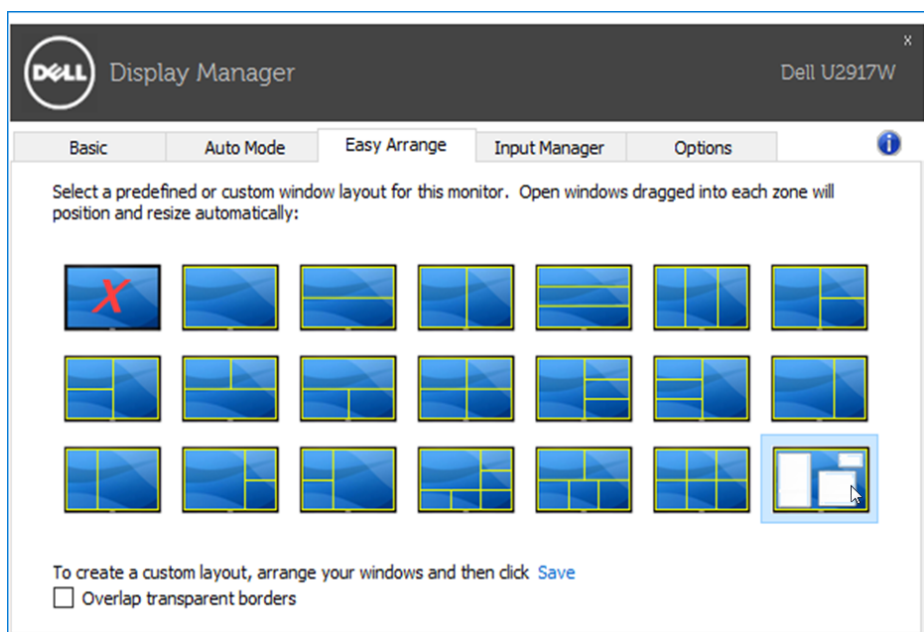 x
DELL Display Manager
Dell U2917W
Basic Auto Mode Easy Arrange Input Manager Options i
Select a predefined or custom window layout for this monitor. Open windows dragged into each zone will
position and resize automatically:
X
To create a custom layout, arrange your windows and then click Save
Overlap transparent borders